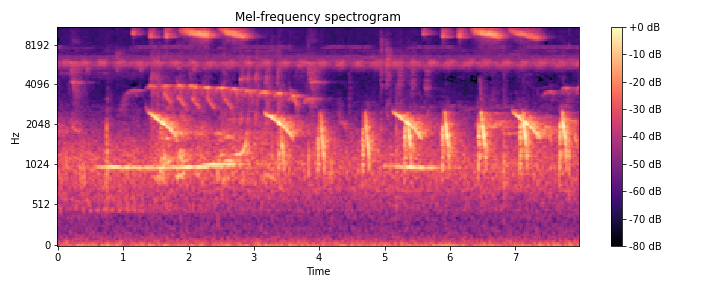 Mel-frequency spectrogram
Hz
8192
4096
2048
1024
512
0
0 1 2 3 4 5 6 7
Time
+0 dB
-10 dB
-20 dB
-30 dB
-40 dB
-50 dB
-60 dB
-70 dB
-80 dB